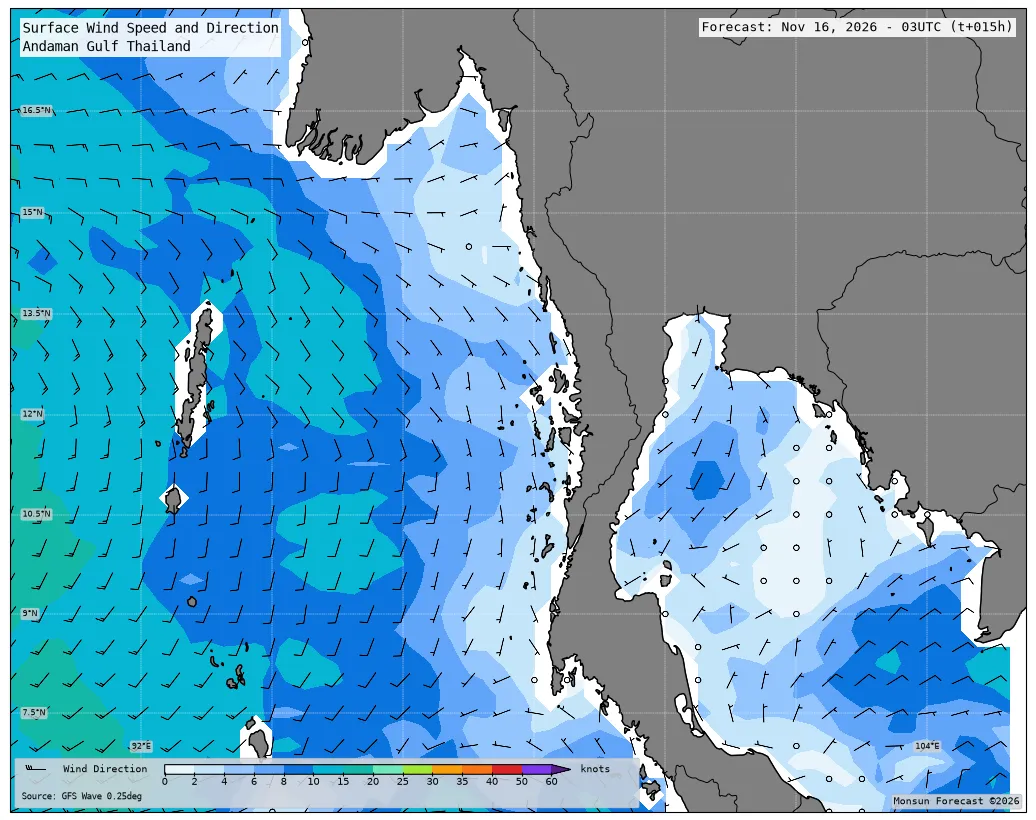 Surface Wind Speed and Direction
Andaman Gulf Thailand
Forecast: Nov 16, 2026 - 03UTC (t+015h)
16.5°N
15°N
13.5°N
12°N
10.5°N
9°N
7.5°N
92°E
104°E
Wind Direction
0 2 4 6 8 10 15 20 25 30 35 40 50 60
knots
Source: GFS Wave 0.25deg
Monsun Forecast ©2026